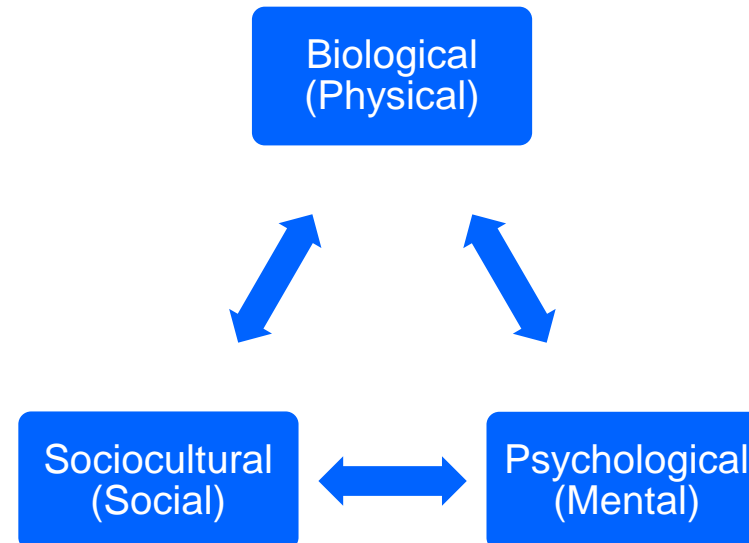 Biological
(Physical)
Sociocultural
(Social)
Psychological
(Mental)